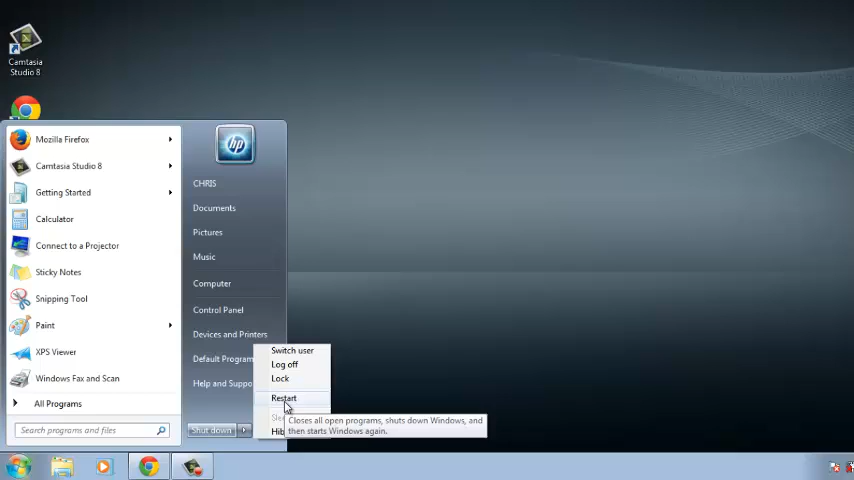 Camtasia
Studio 8
Mozilla Firefox
Camtasia Studio 8
Getting Started
Calculator
Connect to a Projector
Sticky Notes
Snipping Tool
Paint
XPS Viewer
Windows Fax and Scan
All Programs
Search programs and files
hp
CHRIS
Documents
Pictures
Music
Computer
Control Panel
Devices and Printers
Default Program
Help and Suppo
Shut down
Switch user
Log off
Lock
Restart
Sle
Hib
Closes all open programs, shuts down Windows, and
then starts Windows again.